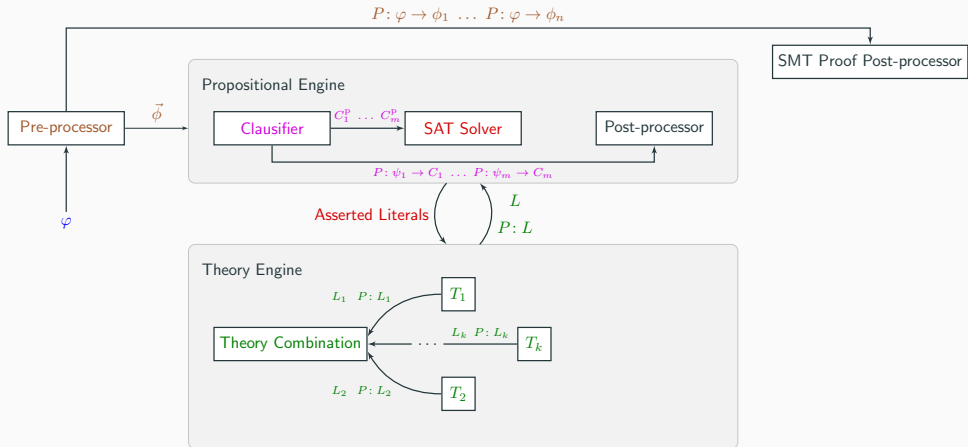 P : φ → ϕ₁ … P : φ → ϕₙ
SMT Proof Post-processor
Propositional Engine
Pre-processor
ϕ⃗
Clausifier
C₁ᵖ … Cₘᵖ
SAT Solver
Post-processor
P : ψ₁ → C₁ … P : ψₘ → Cₘ
φ
Asserted Literals
L
P : L
Theory Engine
L₁ P : L₁
T₁
Theory Combination
…
Lₖ P : Lₖ
Tₖ
L₂ P : L₂
T₂